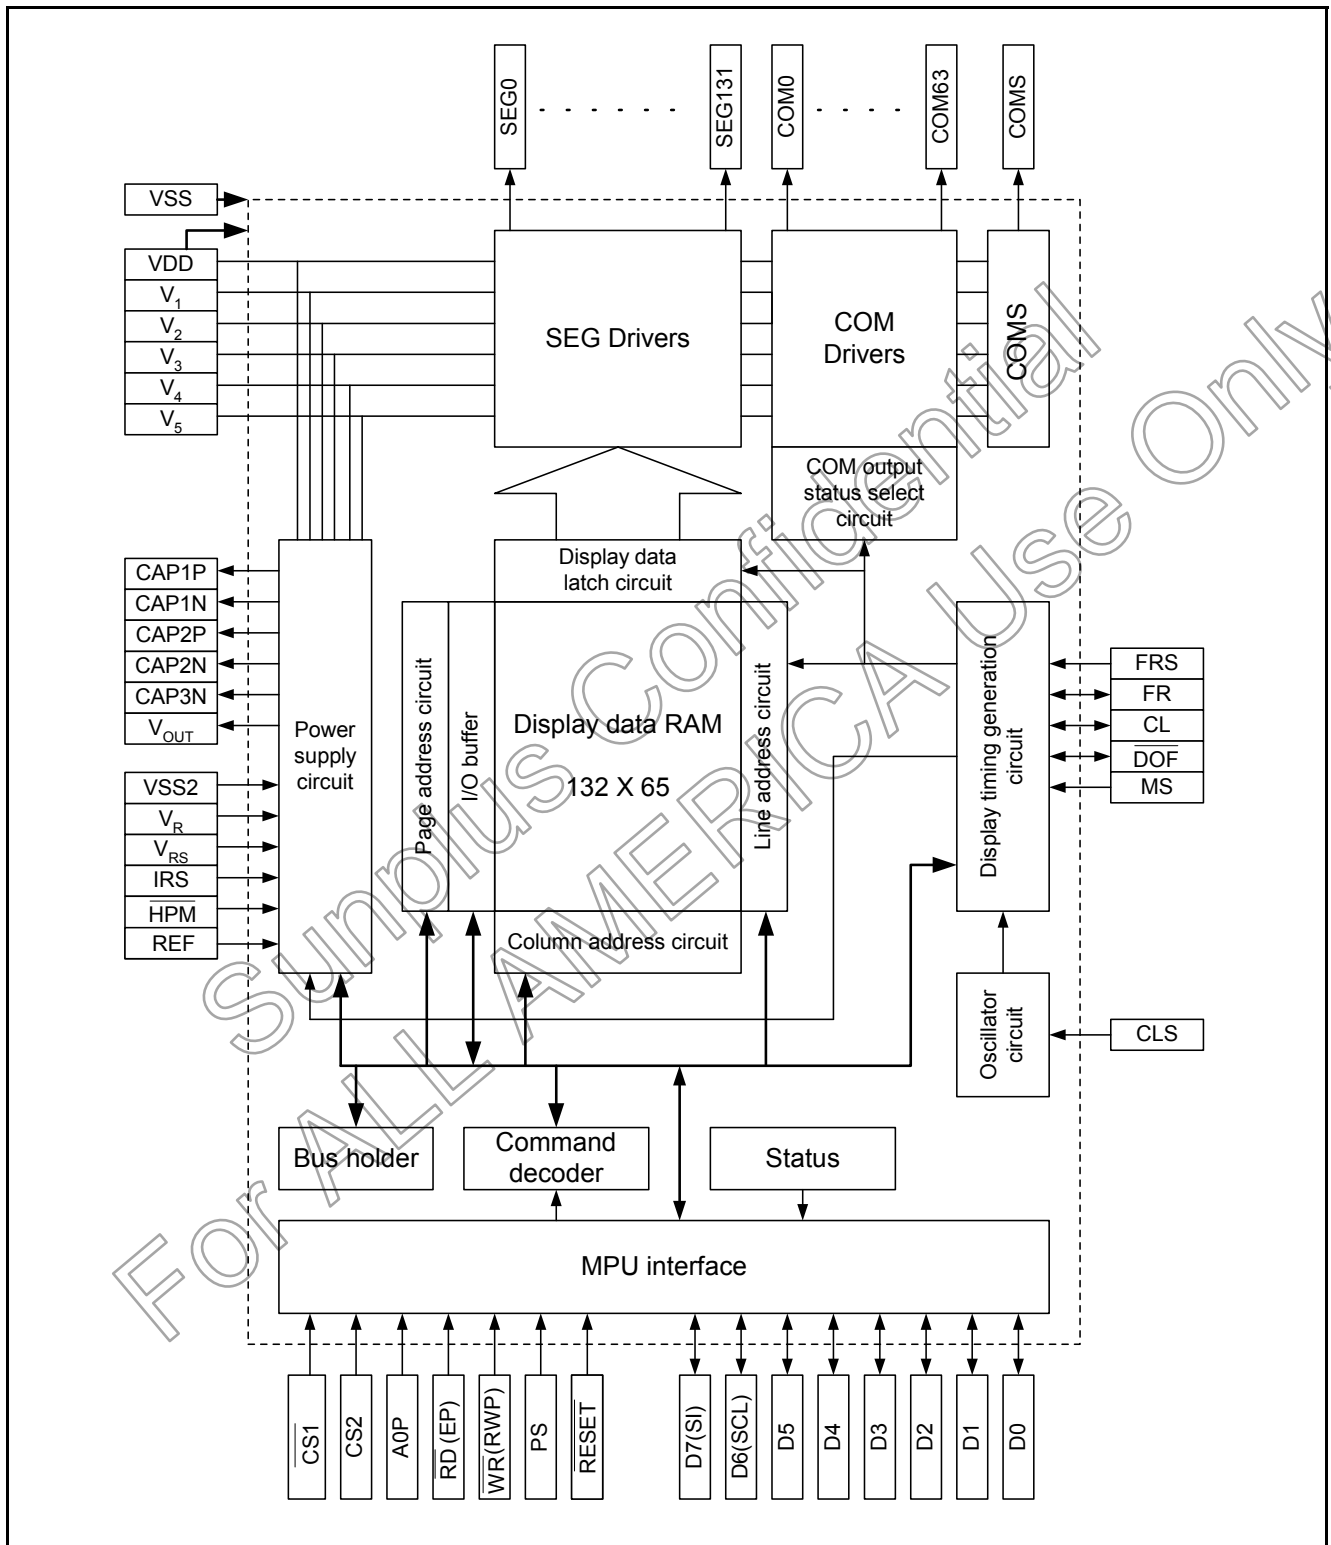 SEG0
SEG131
COM0
COM63
COMS
VSS
VDD
V1
V2
V3
V4
V5
SEG Drivers
COM
Drivers
COMS
COM output
status select
circuit
Display data
latch circuit
CAP1P
CAP1N
CAP2P
CAP2N
CAP3N
VOUT
VSS2
VR
VRS
IRS
HPM
REF
Power
supply
circuit
Page address circuit
I/O buffer
Display data RAM
132 X 65
Line address circuit
Column address circuit
Display timing generation
circuit
FRS
FR
CL
DOF
MS
Oscillator
circuit
CLS
Bus holder
Command
decoder
Status
MPU interface
CS1
CS2
A0P
RD (EP)
WR(RWP)
PS
RESET
D7(SI)
D6(SCL)
D5
D4
D3
D2
D1
D0
Sunplus Confidential
For ALL AMERICA Use Only